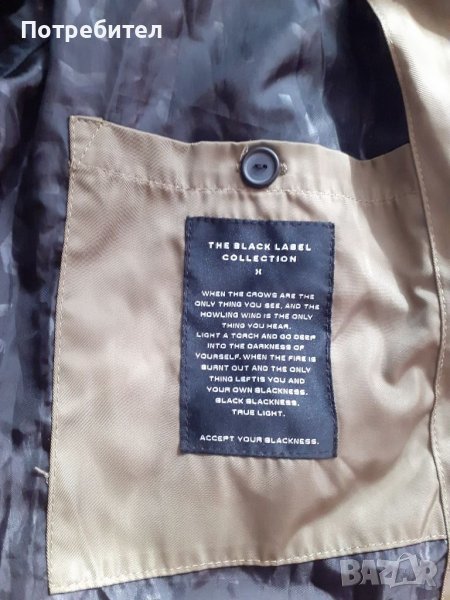 Потребител
THE BLACK LABEL
COLLECTION
WHEN THE CROWS ARE THE
ONLY THING YOU SEE, AND THE
HOWLING WIND IS THE ONLY
THING YOU HEAR.
LIGHT A TORCH AND GO DEEP
INTO THE DARKNESS OF
YOURSELF. WHEN THE FIRE IS
BURNT OUT AND THE ONLY
THING LEFT IS YOU AND
YOUR OWN BLACKNESS.
BLACK BLACKNESS.
TRUE LIGHT.
ACCEPT YOUR BLACKNESS.
BAZAR